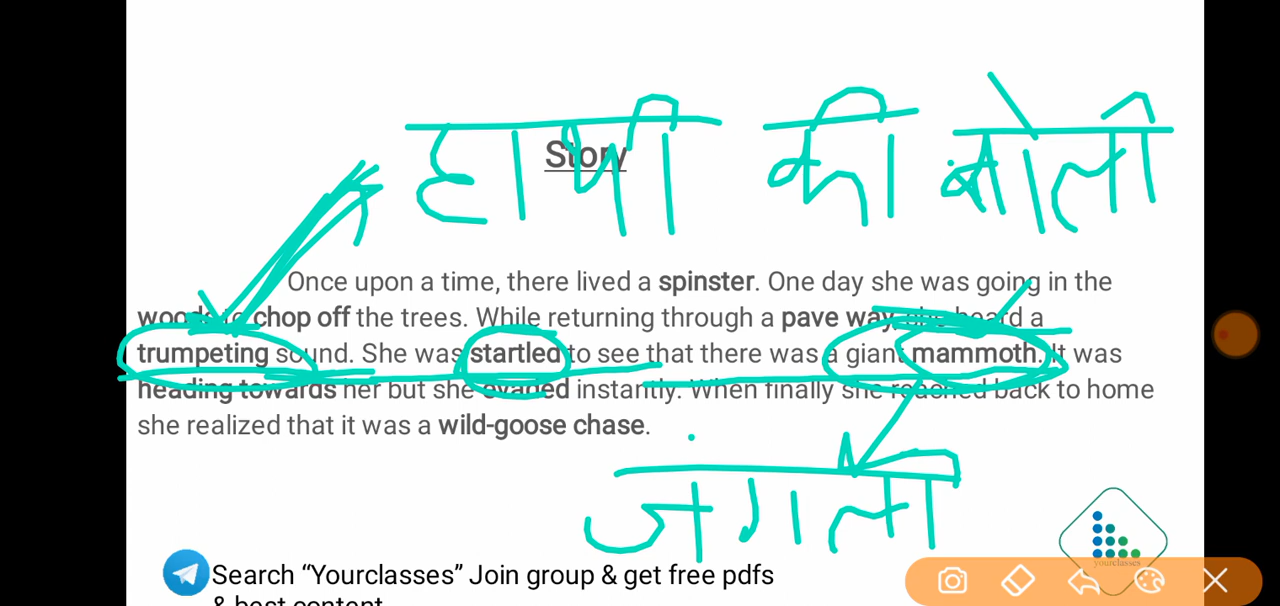 हाथी की बोली
Story
Once upon a time, there lived a spinster. One day she was going in the
woods to chop off the trees. While returning through a pave way, she heard a
trumpeting sound. She was startled to see that there was a giant mammoth. It was
heading towards her but she evaded instantly. When finally she reached back to home
she realized that it was a wild-goose chase.
जंगली
yourclasses
Search “Yourclasses” Join group & get free pdfs
& best content